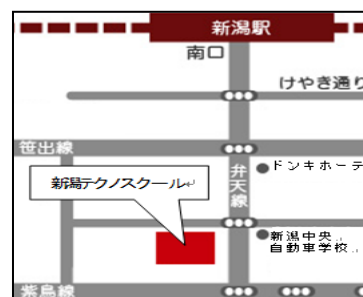 新潟駅
南口
けやき通り
笹出線
新潟テクノスクール
弁天線
ドンキホーテ
新潟中央
自動車学校
紫鳥線